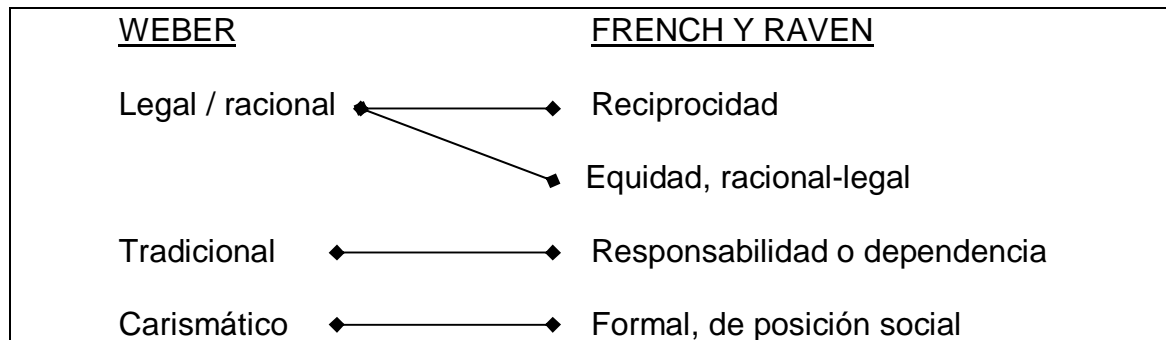 WEBER FRENCH Y RAVEN
Legal / racional Reciprocidad
Equidad, racional-legal
Tradicional Responsabilidad o dependencia
Carismático Formal, de posición social